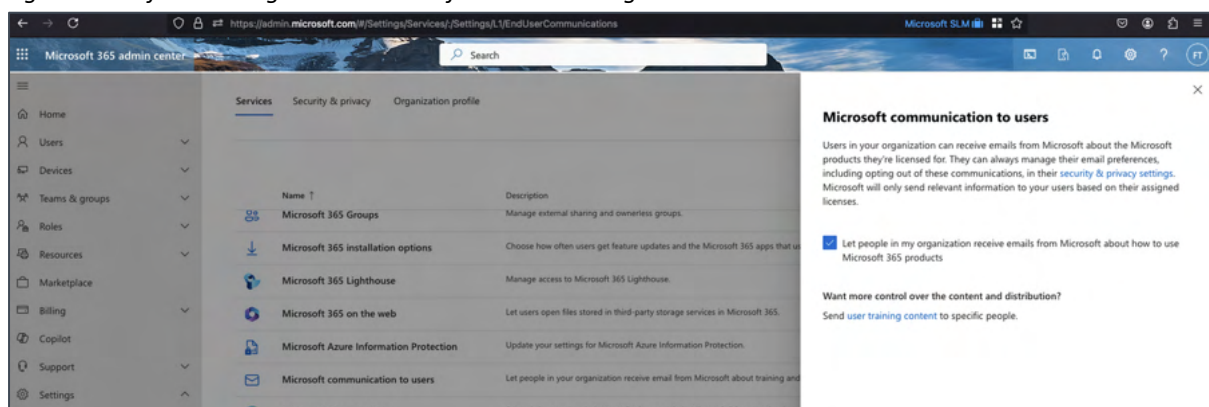 https://admin.microsoft.com/#/Settings/Services/:/Settings/L1/EndUserCommunications
Microsoft SLM
Microsoft 365 admin center
Search
FT
Home
Users
Devices
Teams & groups
Roles
Resources
Marketplace
Billing
Copilot
Support
Settings
Services Security & privacy Organization profile
Name ↑ Description
Microsoft 365 Groups Manage external sharing and ownerless groups.
Microsoft 365 installation options Choose how often users get feature updates and the Microsoft 365 apps that
Microsoft 365 Lighthouse Manage access to Microsoft 365 Lighthouse.
Microsoft 365 on the web Let users open files stored in third-party storage services in Microsoft 365.
Microsoft Azure Information Protection Update your settings for Microsoft Azure Information Protection.
Microsoft communication to users Let people in your organization receive email from Microsoft about training and
Microsoft communication to users
Users in your organization can receive emails from Microsoft about the Microsoft
products they're licensed for. They can always manage their email preferences,
including opting out of these communications, in their security & privacy settings.
Microsoft will only send relevant information to your users based on their assigned
licenses.
Let people in my organization receive emails from Microsoft about how to use
Microsoft 365 products
Want more control over the content and distribution?
Send user training content to specific people.